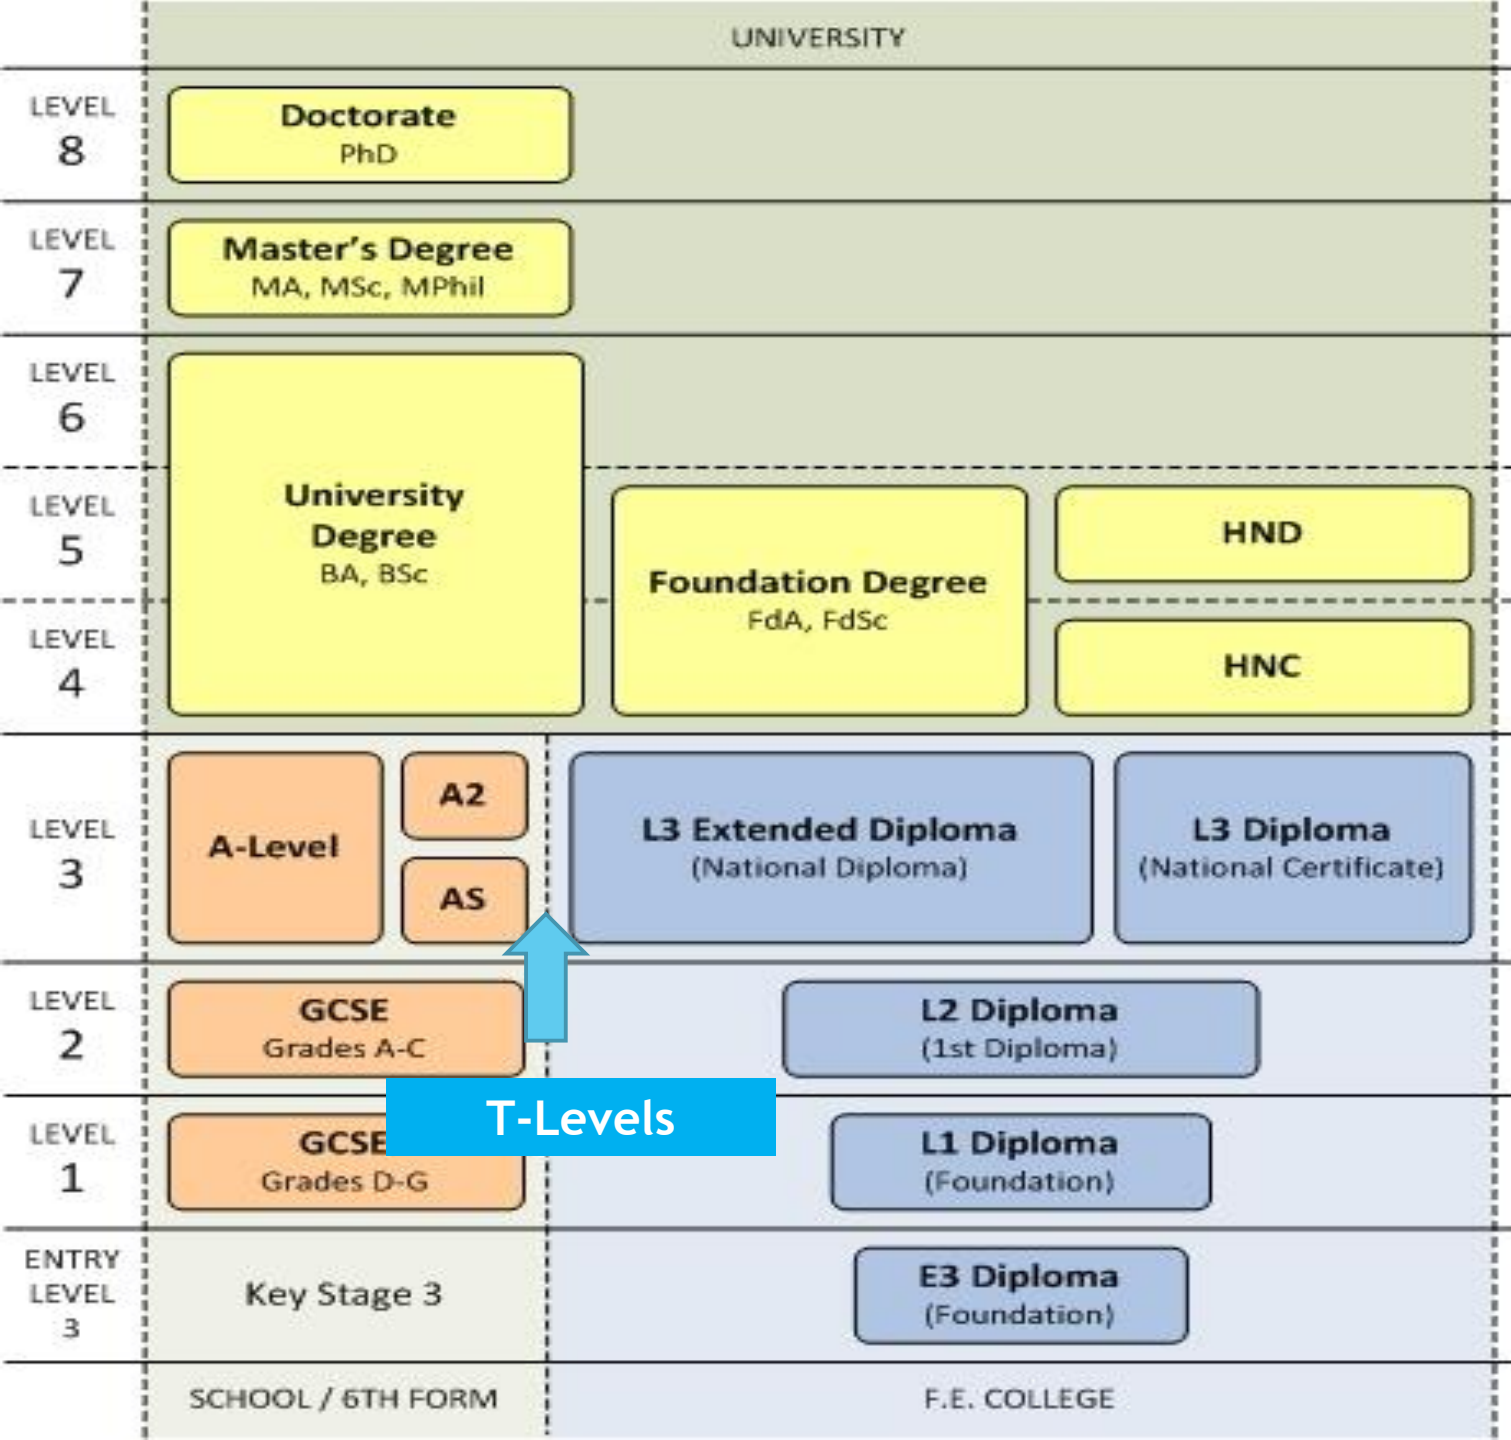 UNIVERSITY
LEVEL
8
Doctorate
PhD
LEVEL
7
Master's Degree
MA, MSc, MPhil
LEVEL
6
LEVEL
5
LEVEL
4
University
Degree
BA, BSc
Foundation Degree
FdA, FdSc
HND
HNC
LEVEL
3
A-Level
A2
AS
L3 Extended Diploma
(National Diploma)
L3 Diploma
(National Certificate)
LEVEL
2
GCSE
Grades A-C
L2 Diploma
(1st Diploma)
T-Levels
LEVEL
1
GCSE
Grades D-G
L1 Diploma
(Foundation)
ENTRY
LEVEL
3
Key Stage 3
E3 Diploma
(Foundation)
SCHOOL / 6TH FORM
F.E. COLLEGE